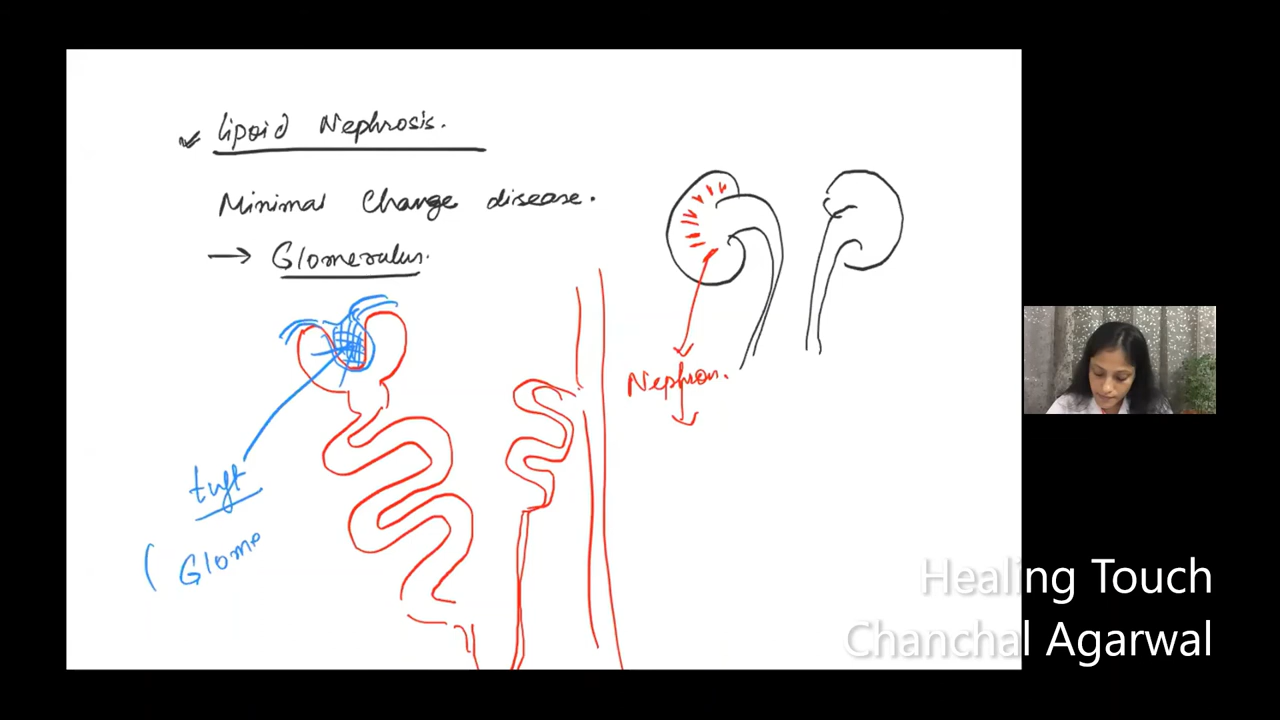 Lipoid Nephrosis.
Minimal Change disease.
→ Glomerulus.
Nephron.
tuft
( Glome
Healing Touch
Chanchal Agarwal